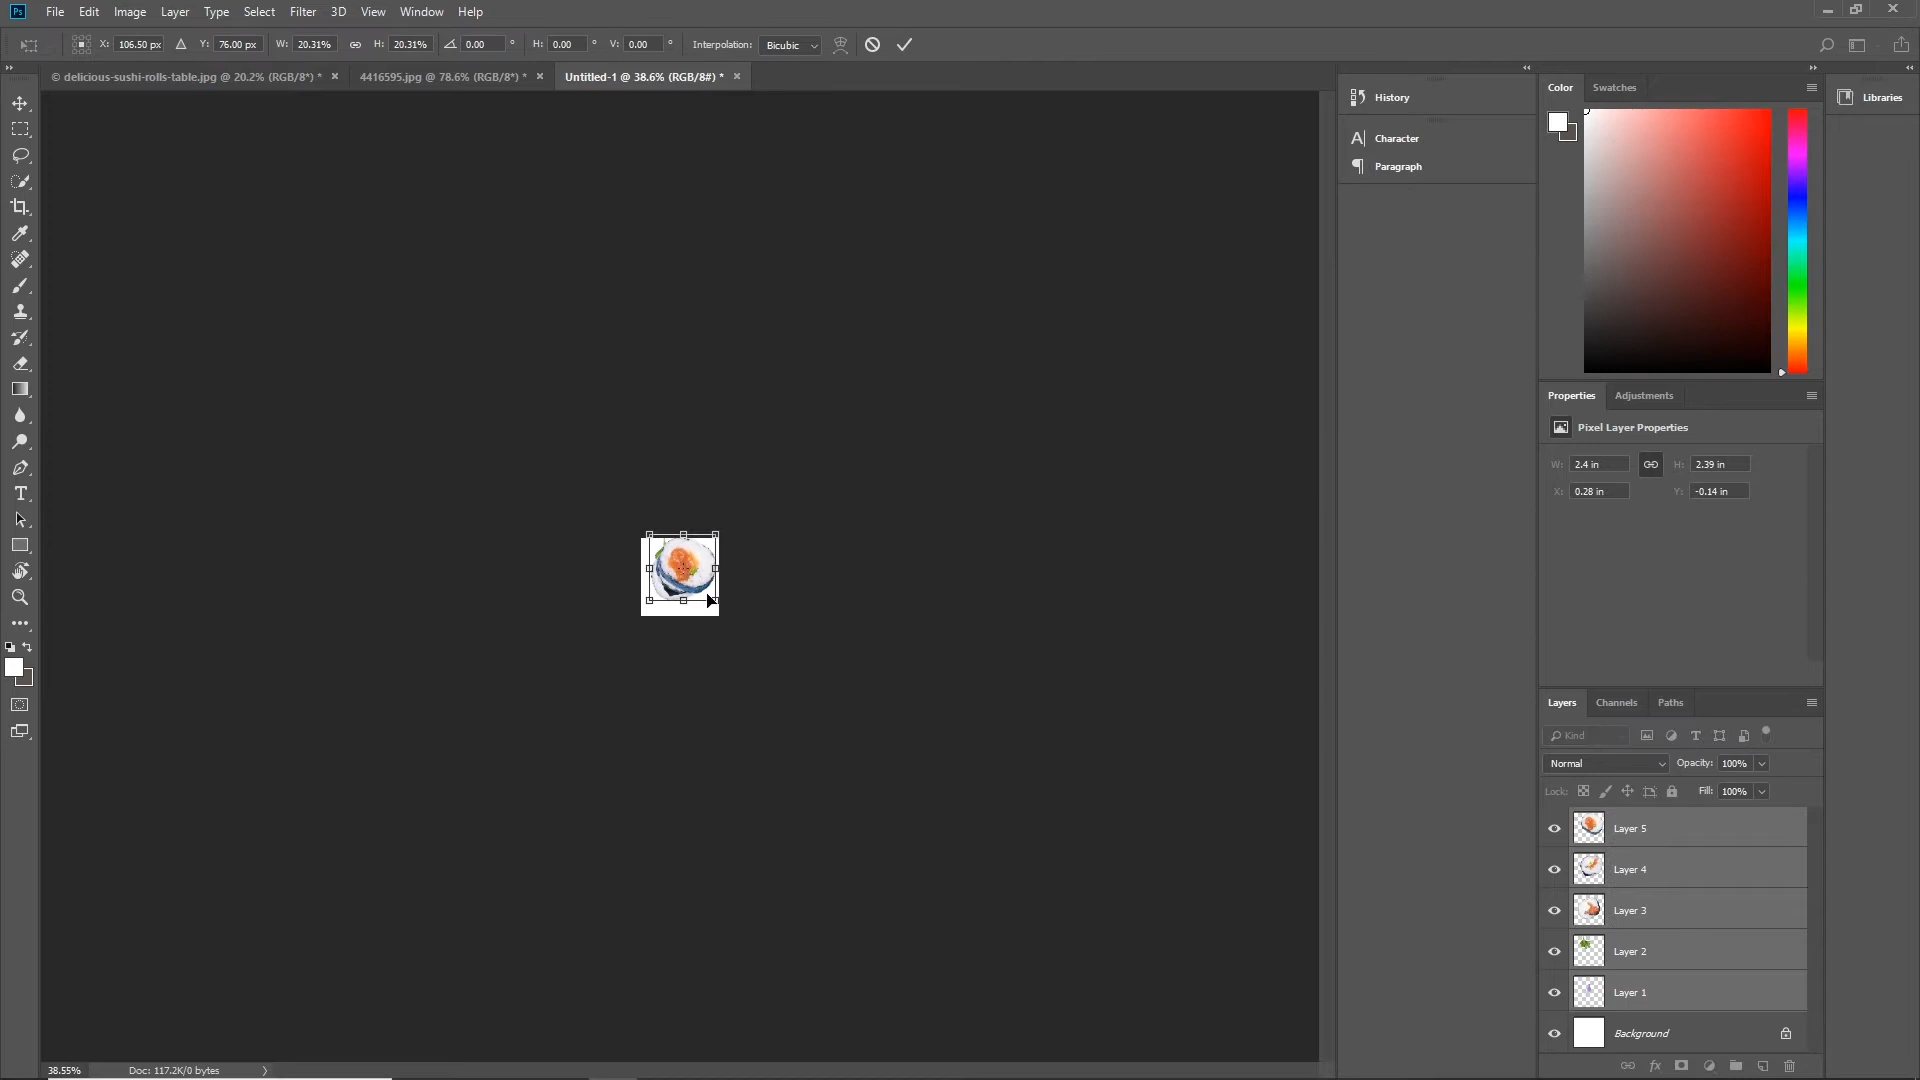 Ps File Edit Image Layer Type Select Filter 3D View Window Help
X: 106.50 px Y: 76.00 px W: 20.31% H: 20.31% 0.00 ° H: 0.00 ° V: 0.00 ° Interpolation: Bicubic
© delicious-sushi-rolls-table.jpg @ 20.2% (RGB/8*) * × 4416595.jpg @ 78.6% (RGB/8*) * × Untitled-1 @ 38.6% (RGB/8#) * ×
History
Character
Paragraph
Color Swatches
Libraries
Properties Adjustments
Pixel Layer Properties
W: 2.4 in H: 2.39 in
X: 0.28 in Y: -0.14 in
Layers Channels Paths
Kind
Normal Opacity: 100%
Lock: Fill: 100%
Layer 5
Layer 4
Layer 3
Layer 2
Layer 1
Background
38.55% Doc: 117.2K/0 bytes